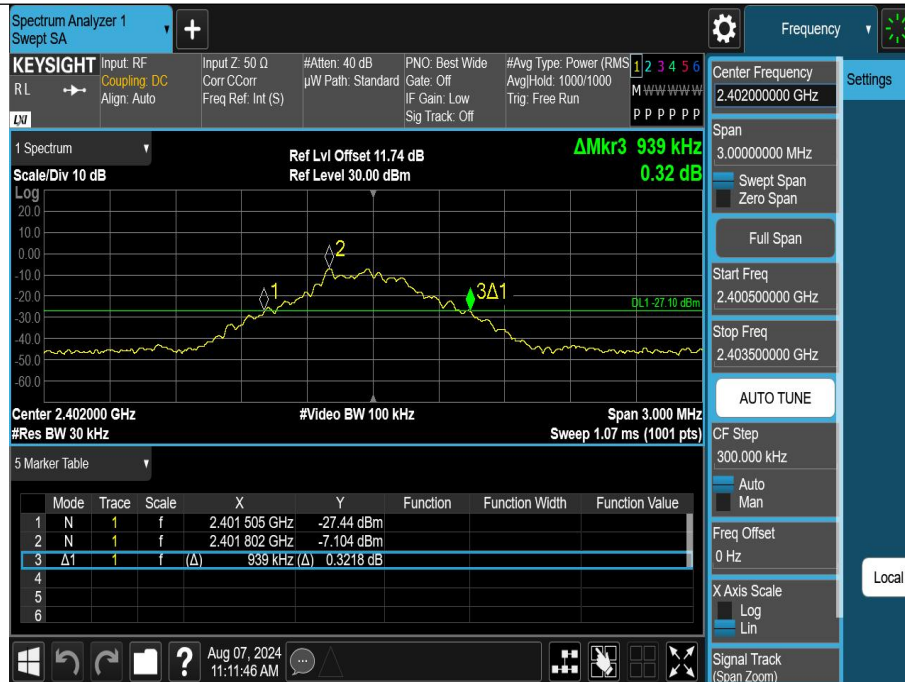 Spectrum Analyzer 1
Swept SA
+
Frequency
KEYSIGHT
RL
LXI
Input: RF
Coupling: DC
Align: Auto
Input Z: 50 Ω
Corr CCorr
Freq Ref: Int (S)
#Atten: 40 dB
µW Path: Standard
PNO: Best Wide
Gate: Off
IF Gain: Low
Sig Track: Off
#Avg Type: Power (RMS
Avg|Hold: 1000/1000
Trig: Free Run
1 2 3 4 5 6
M W W W W W
P P P P P P
1 Spectrum
Scale/Div 10 dB
Ref Lvl Offset 11.74 dB
Ref Level 30.00 dBm
ΔMkr3 939 kHz
0.32 dB
Log
20.0
10.0
0.00
-10.0
-20.0
-30.0
-40.0
-50.0
-60.0
1
2
3Δ1
DL1 -27.10 dBm
Center 2.402000 GHz
#Video BW 100 kHz
Span 3.000 MHz
#Res BW 30 kHz
Sweep 1.07 ms (1001 pts)
5 Marker Table
Mode Trace Scale X Y Function Function Width Function Value
1 N 1 f 2.401 505 GHz -27.44 dBm
2 N 1 f 2.401 802 GHz -7.104 dBm
3 Δ1 1 f (Δ) 939 kHz (Δ) 0.3218 dB
4
5
6
?
Aug 07, 2024
11:11:46 AM
Center Frequency
2.402000000 GHz
Settings
Span
3.00000000 MHz
Swept Span
Zero Span
Full Span
Start Freq
2.400500000 GHz
Stop Freq
2.403500000 GHz
AUTO TUNE
CF Step
300.000 kHz
Auto
Man
Freq Offset
0 Hz
Local
X Axis Scale
Log
Lin
Signal Track
(Span Zoom)